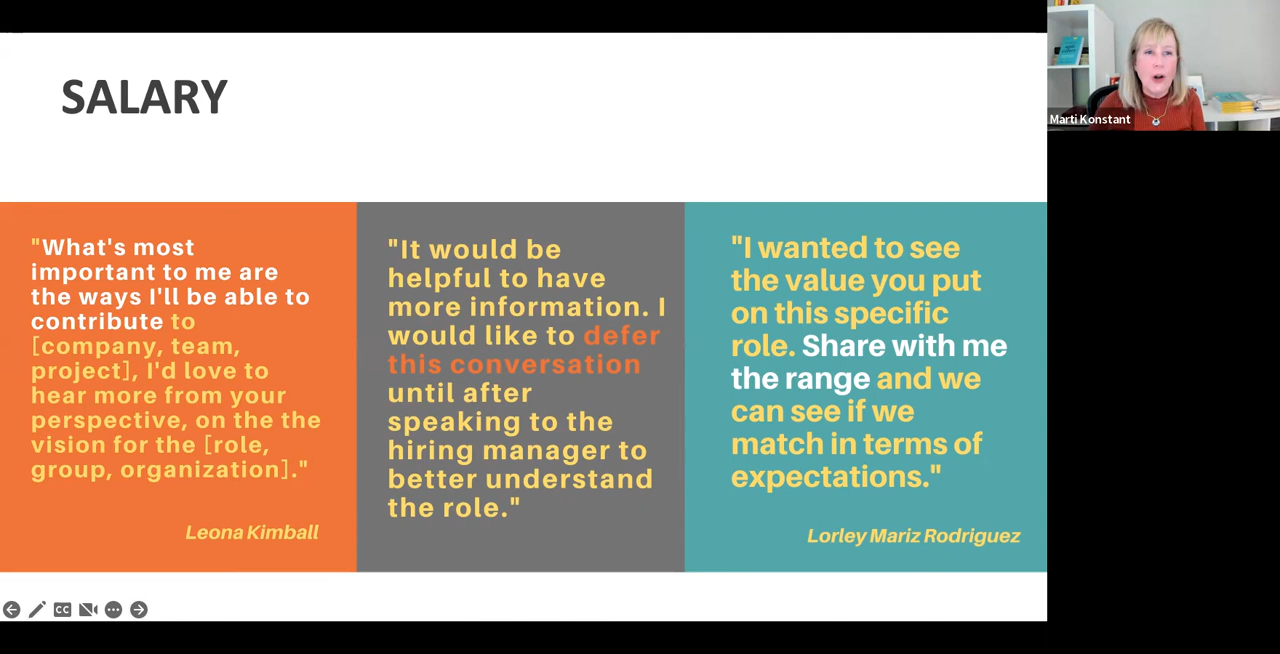 SALARY
"What's most
important to me are
the ways I'll be able to
contribute to
[company, team,
project], I'd love to
hear more from your
perspective, on the the
vision for the [role,
group, organization]."
Leona Kimball
"It would be
helpful to have
more information. I
would like to defer
this conversation
until after
speaking to the
hiring manager to
better understand
the role."
"I wanted to see
the value you put
on this specific
role. Share with me
the range and we
can see if we
match in terms of
expectations."
Lorley Mariz Rodriguez
Marti Konstant
CC